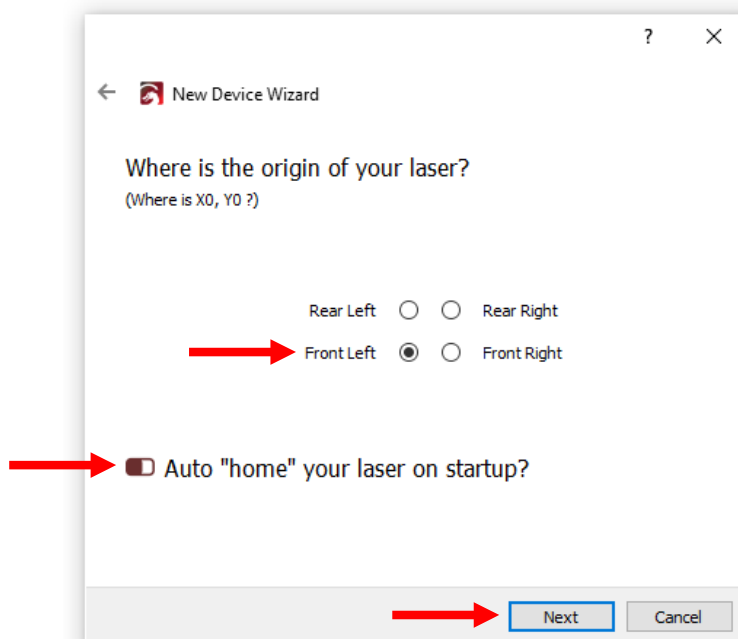 ?
New Device Wizard
Where is the origin of your laser?
(Where is X0, Y0 ?)
Rear Left Rear Right
Front Left Front Right
Auto "home" your laser on startup?
Next Cancel